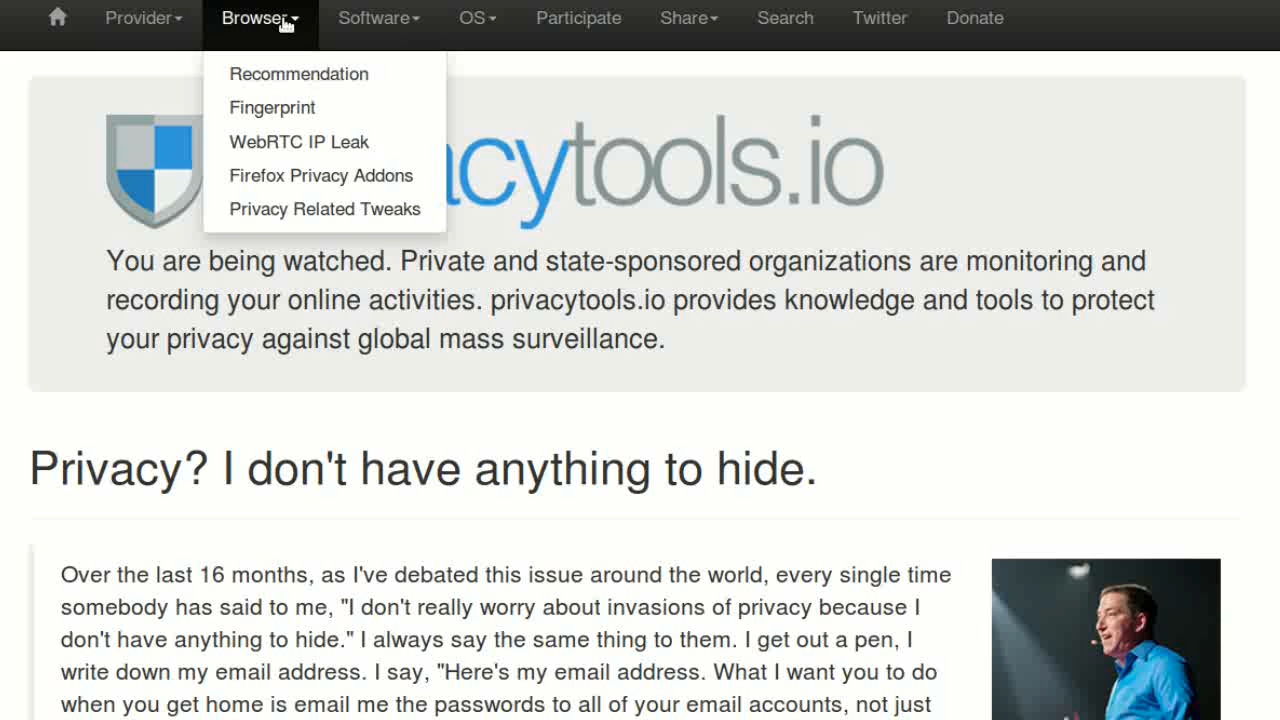 Provider Browser Software OS Participate Share Search Twitter Donate
Recommendation
Fingerprint
WebRTC IP Leak
Firefox Privacy Addons
Privacy Related Tweaks
acytools.io
You are being watched. Private and state-sponsored organizations are monitoring and
recording your online activities. privacytools.io provides knowledge and tools to protect
your privacy against global mass surveillance.
Privacy? I don't have anything to hide.
Over the last 16 months, as I've debated this issue around the world, every single time
somebody has said to me, "I don't really worry about invasions of privacy because I
don't have anything to hide." I always say the same thing to them. I get out a pen, I
write down my email address. I say, "Here's my email address. What I want you to do
when you get home is email me the passwords to all of your email accounts, not just